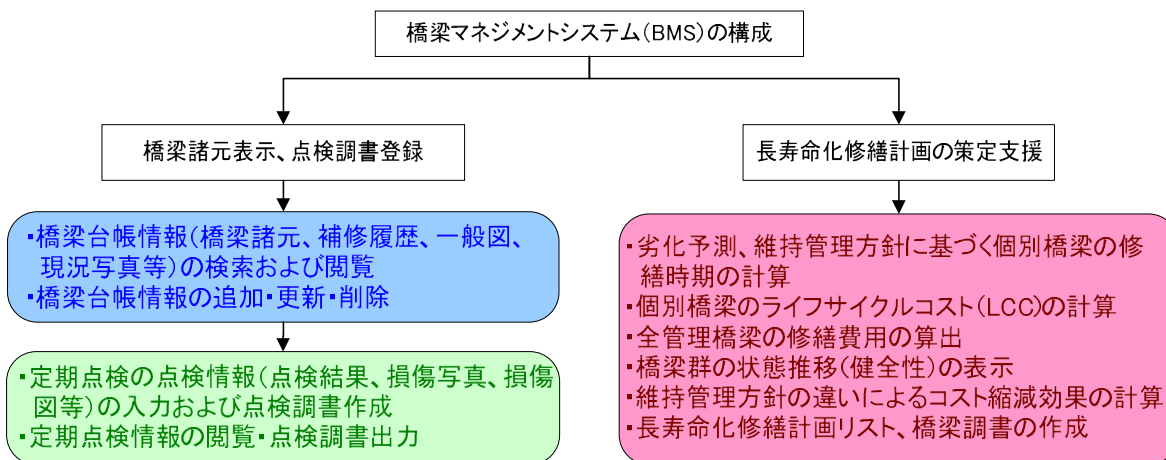 橋梁マネジメントシステム(BMS)の構成
橋梁諸元表示、点検調書登録
・橋梁台帳情報(橋梁諸元、補修履歴、一般図、
現況写真等)の検索および閲覧
・橋梁台帳情報の追加・更新・削除
・定期点検の点検情報(点検結果、損傷写真、損傷
図等)の入力および点検調書作成
・定期点検情報の閲覧・点検調書出力
長寿命化修繕計画の策定支援
・劣化予測、維持管理方針に基づく個別橋梁の修
繕時期の計算
・個別橋梁のライフサイクルコスト(LCC)の計算
・全管理橋梁の修繕費用の算出
・橋梁群の状態推移(健全性)の表示
・維持管理方針の違いによるコスト縮減効果の計算
・長寿命化修繕計画リスト、橋梁調書の作成